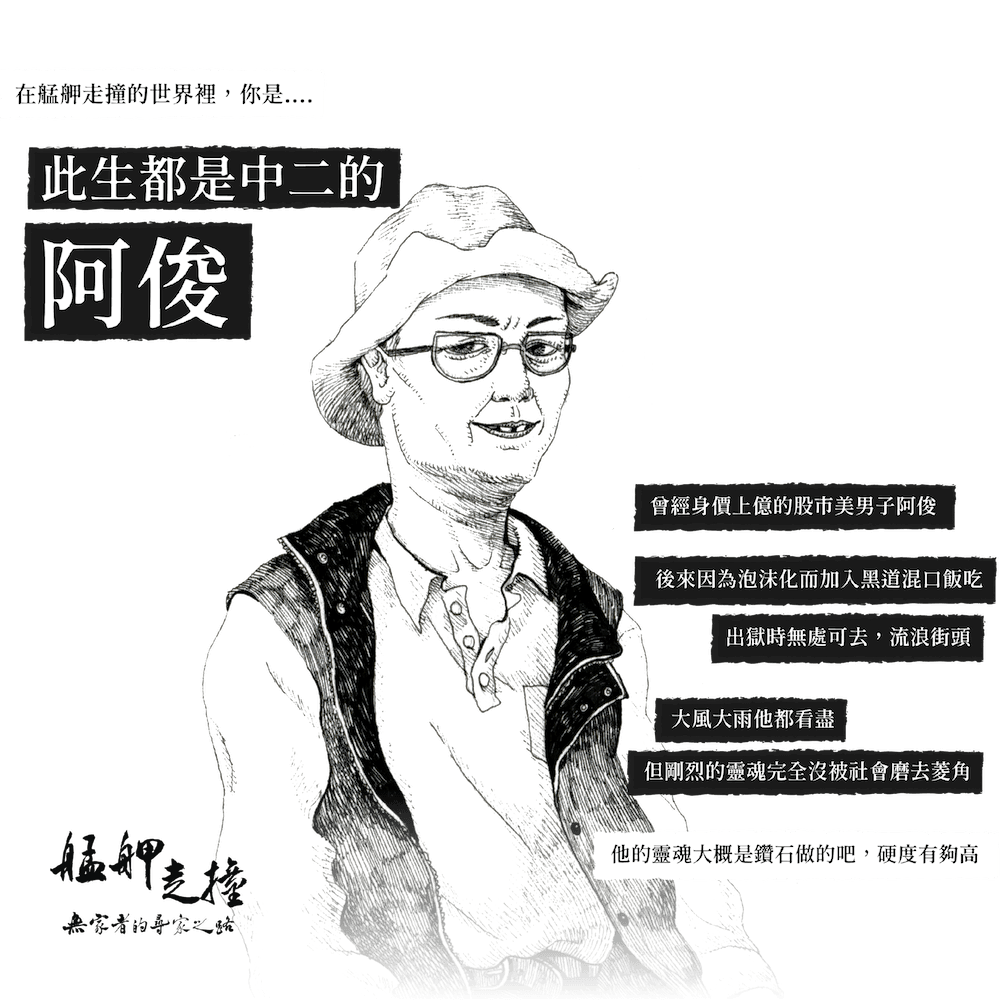 在艋舺走撞的世界裡，你是....
此生都是中二的
阿俊
曾經身價上億的股市美男子阿俊
後來因為泡沫化而加入黑道混口飯吃
出獄時無處可去，流浪街頭
大風大雨他都看盡
但剛烈的靈魂完全沒被社會磨去菱角
他的靈魂大概是鑽石做的吧，硬度有夠高
艋舺走撞
無家者的尋家之路